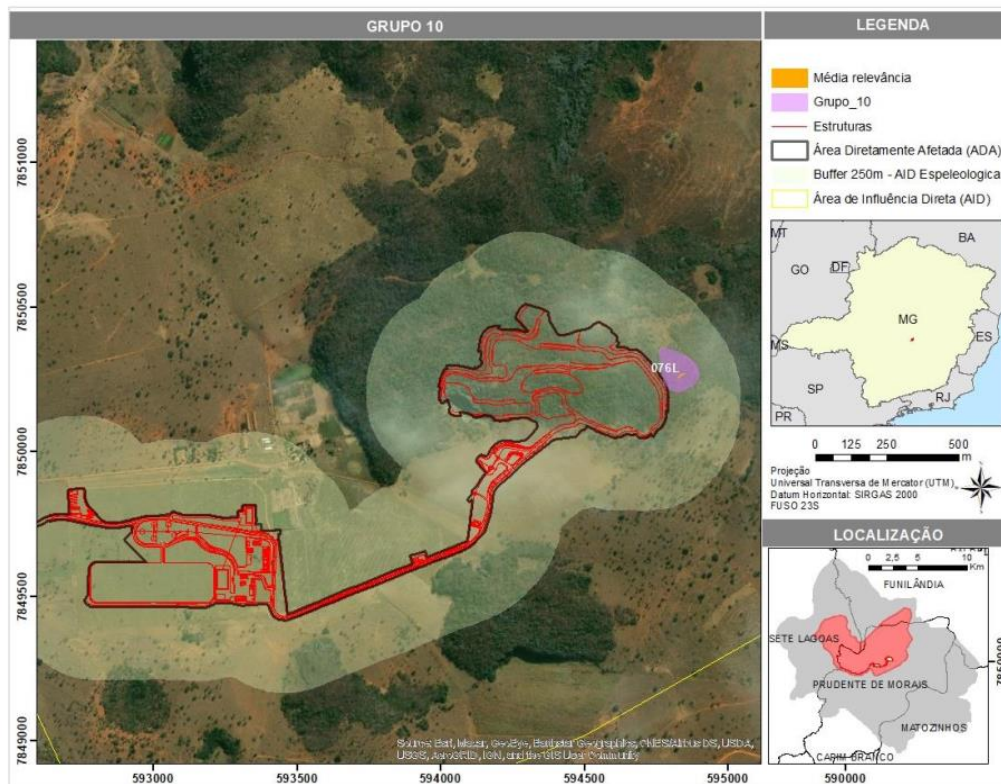 GRUPO 10
7851000
7850500
7850000
7849500
7849000
076L
593000
593500
594000
594500
595000
LEGENDA
Média relevância
Grupo_10
Estruturas
Área Diretamente Afetada (ADA)
Buffer 250m - AID Espeleologica
Área de Influência Direta (AID)
MT
BA
GO
DF
MG
MS
ES
SP
RJ
PR
0 125 250 500
m
Projeção
Universal Transversa de Mercator (UTM)
Datum Horizontal: SIRGAS 2000
FUSO 23S
LOCALIZAÇÃO
0 2,5 5 10
Km
FUNILÂNDIA
SETE LAGOAS
PRUDENTE DE MORAIS
MATOZINHOS
CAPIM BRANCO
590000